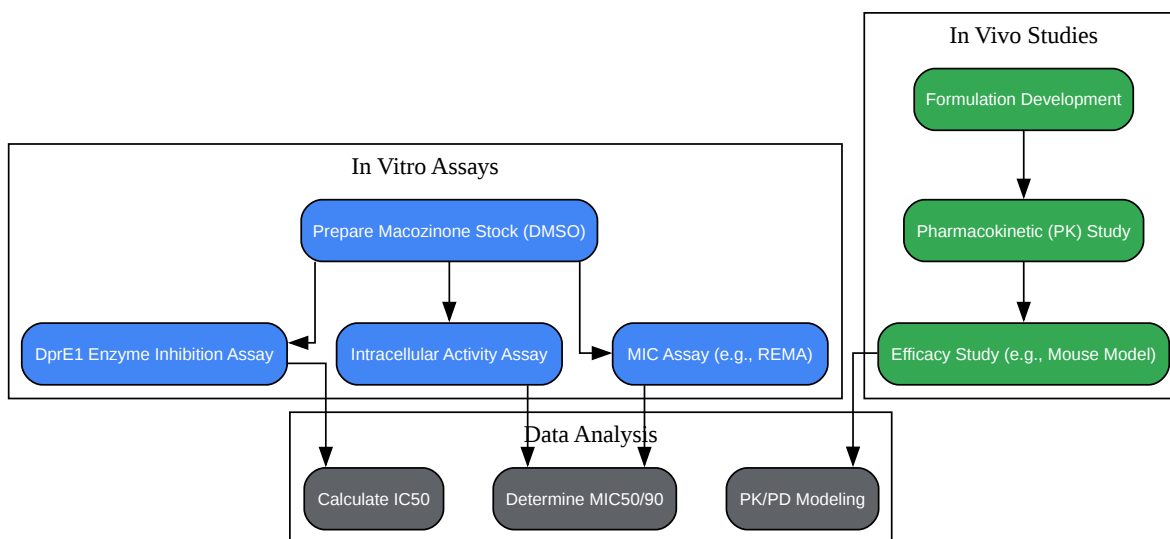 In Vivo Studies
Formulation Development
In Vitro Assays
Prepare Macozinone Stock (DMSO)
Pharmacokinetic (PK) Study
DprE1 Enzyme Inhibition Assay
Intracellular Activity Assay
MIC Assay (e.g., REMA)
Efficacy Study (e.g., Mouse Model)
Data Analysis
Calculate IC50
Determine MIC50/90
PK/PD Modeling